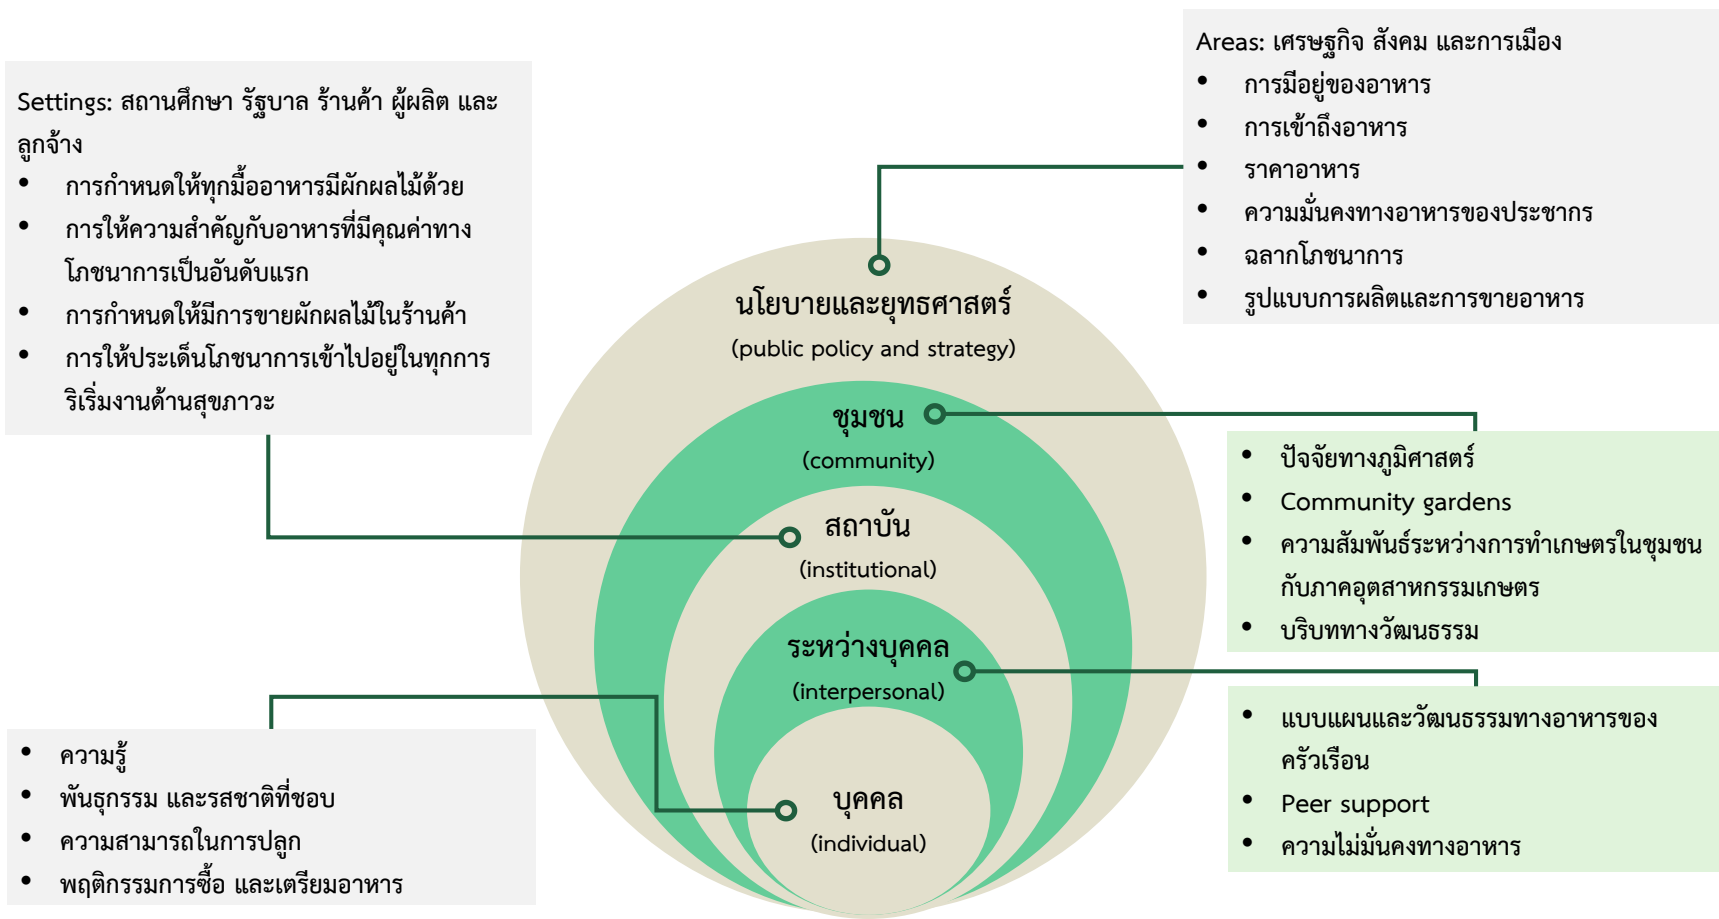 Settings: สถานศึกษา รัฐบาล ร้านค้า ผู้ผลิต และ
ลูกจ้าง
• การกำหนดให้ทุกมื้ออาหารมีผักผลไม้ด้วย
• การให้ความสำคัญกับอาหารที่มีคุณค่าทาง
โภชนาการเป็นอันดับแรก
• การกำหนดให้มีการขายผักผลไม้ในร้านค้า
• การให้ประเด็นโภชนาการเข้าไปอยู่ในทุกการ
ริเริ่มงานด้านสุขภาวะ
Areas: เศรษฐกิจ สังคม และการเมือง
• การมีอยู่ของอาหาร
• การเข้าถึงอาหาร
• ราคาอาหาร
• ความมั่นคงทางอาหารของประชากร
• ฉลากโภชนาการ
• รูปแบบการผลิตและการขายอาหาร
นโยบายและยุทธศาสตร์
(public policy and strategy)
ชุมชน
(community)
สถาบัน
(institutional)
ระหว่างบุคคล
(interpersonal)
บุคคล
(individual)
• ปัจจัยทางภูมิศาสตร์
• Community gardens
• ความสัมพันธ์ระหว่างการทำเกษตรในชุมชน
กับภาคอุตสาหกรรมเกษตร
• บริบททางวัฒนธรรม
• แบบแผนและวัฒนธรรมทางอาหารของ
ครัวเรือน
• Peer support
• ความไม่มั่นคงทางอาหาร
• ความรู้
• พันธุกรรม และรสชาติที่ชอบ
• ความสามารถในการปลูก
• พฤติกรรมการซื้อ และเตรียมอาหาร